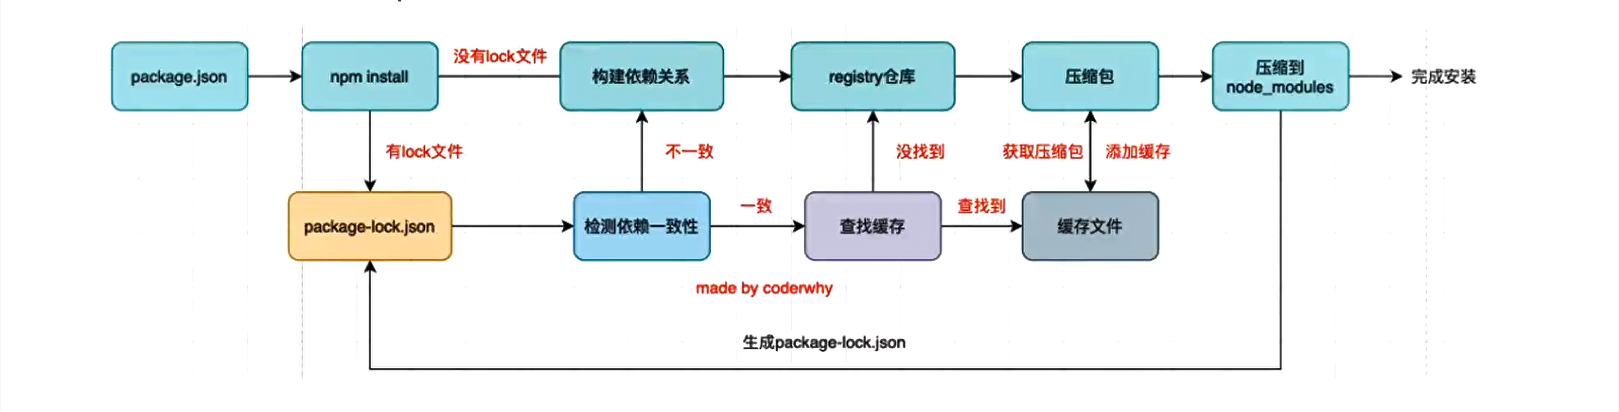 package.json
npm install
没有lock文件
构建依赖关系
registry仓库
压缩包
压缩到
node_modules
完成安装
有lock文件
不一致
没找到
获取压缩包
添加缓存
package-lock.json
检测依赖一致性
一致
查找缓存
查找到
缓存文件
made by coderwhy
生成package-lock.json